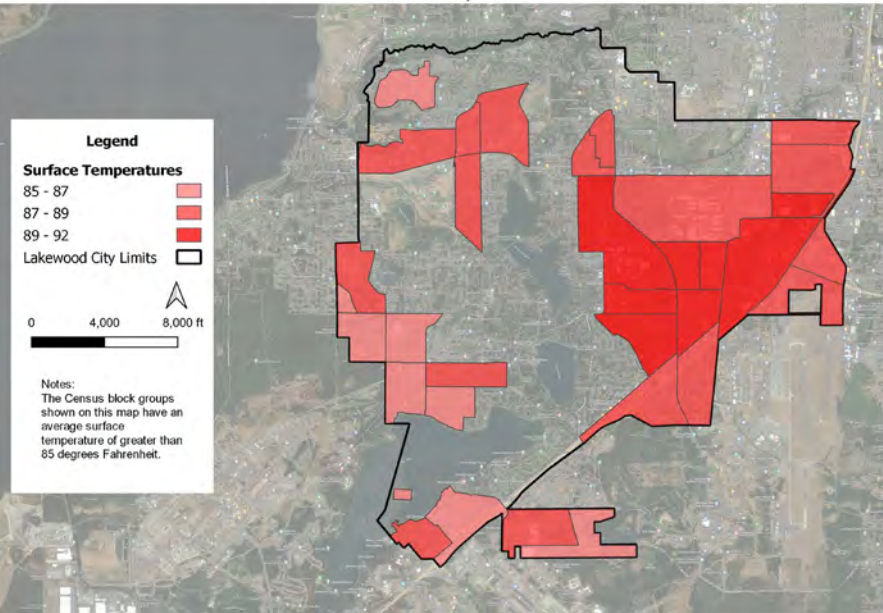 Legend
Surface Temperatures
85 - 87
87 - 89
89 - 92
Lakewood City Limits
0 4,000 8,000 ft
Notes:
The Census block groups
shown on this map have an
average surface
temperature of greater than
85 degrees Fahrenheit.